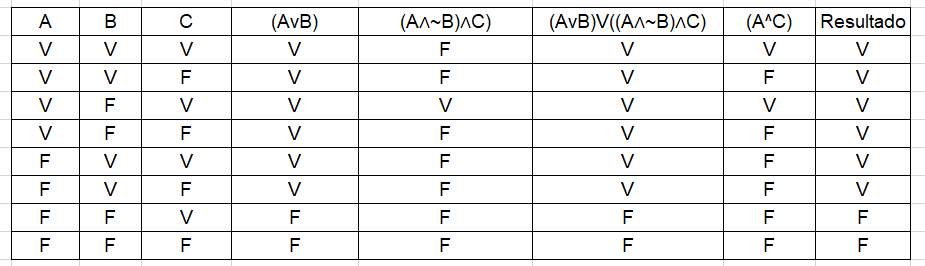 A B C (AvB) (A∧~B)∧C) (AvB)V((A∧~B)∧C) (A^C) Resultado
V V V V F V V V
V V F V F V F V
V F V V V V V V
V F F V F V F V
F V V V F V F V
F V F V F V F V
F F V F F F F F
F F F F F F F F